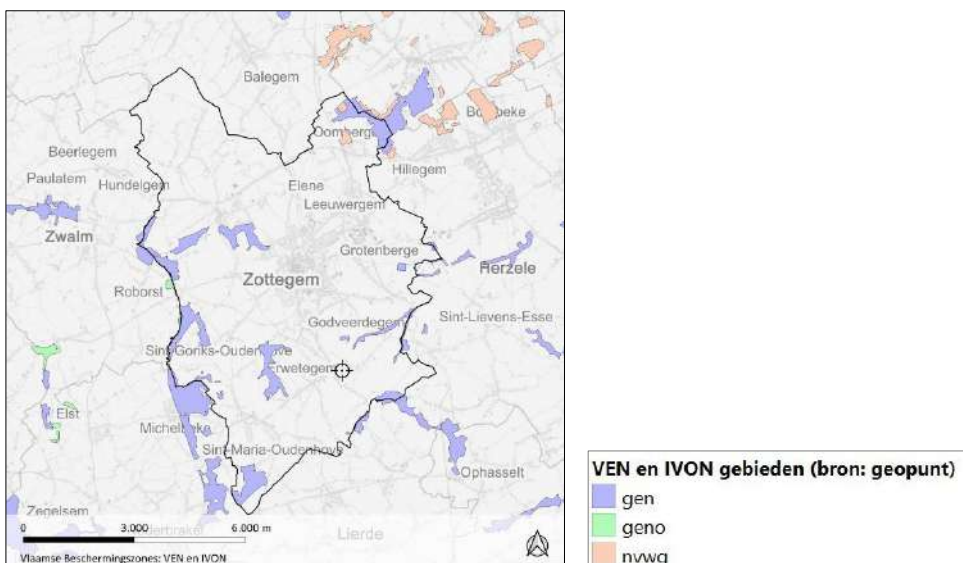 Balegem
Beerlegem
Paulatem
Hundelgem
Hillegem
Elene
Leeuwergem
Zwalm
Grotenberge
Herzele
Zottegem
Roborst
Godveerdegem
Sint-Lievens-Esse
Sint-Goriks-Oudenhove
Erwetegem
Elst
Michelbeke
Sint-Maria-Oudenhove
Ophasselt
Zegelsem
Lierde
0 3.000 6.000 m
Vlaamse Beschermingszones: VEN en IVON
VEN en IVON gebieden (bron: geopunt)
gen
geno
nvwg